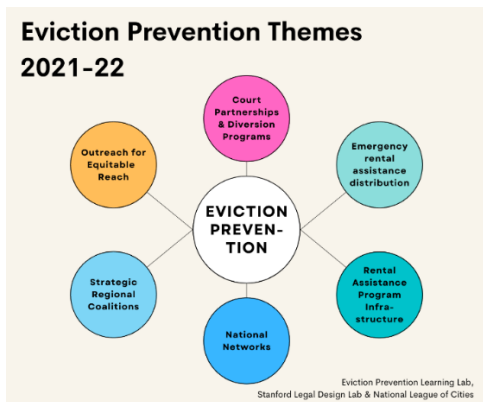 Eviction Prevention Themes
2021-22
Court
Partnerships
& Diversion
Programs
Outreach for
Equitable
Reach
Emergency
rental
assistance
distribution
EVICTION
PREVEN-
TION
Strategic
Regional
Coalitions
Rental
Assistance
Program
Infra-
structure
National
Networks
Eviction Prevention Learning Lab,
Stanford Legal Design Lab & National League of Cities